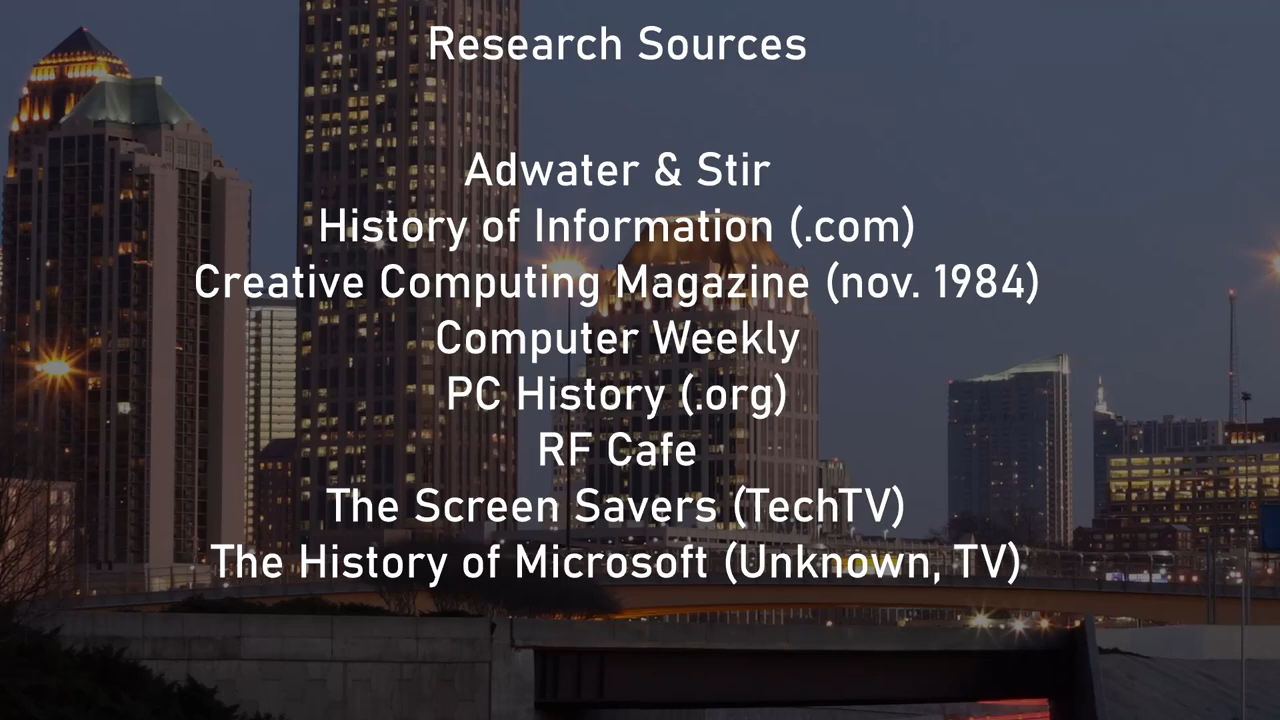 Research Sources
Adwater & Stir
History of Information (.com)
Creative Computing Magazine (nov. 1984)
Computer Weekly
PC History (.org)
RF Cafe
The Screen Savers (TechTV)
The History of Microsoft (Unknown, TV)